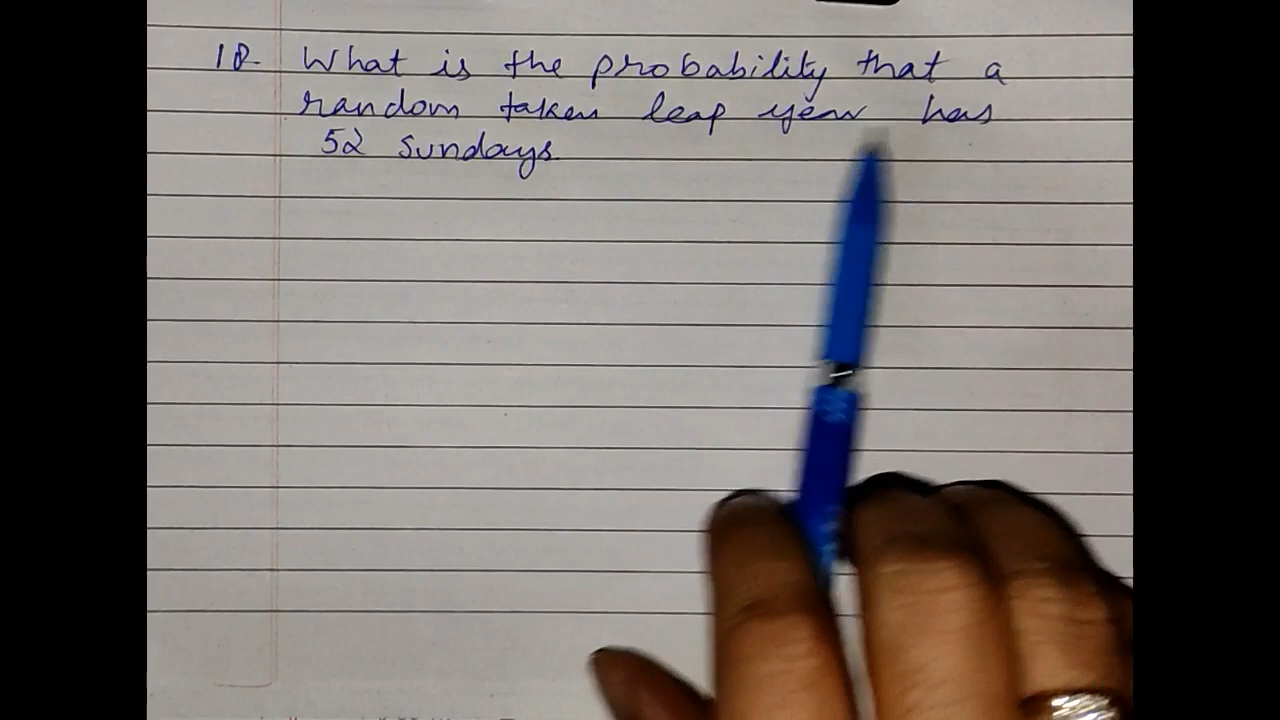 18. What is the probability that a
random taken leap year has
52 Sundays.